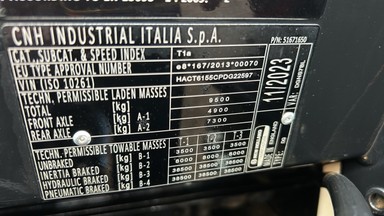 CNH INDUSTRIAL ITALIA S.p.A.
P/N: 51671650
CAT., SUBCAT. & SPEED INDEX T1a
EU TYPE APPROVAL NUMBER e8*167/2013*00070
VIN (ISO 10261) HACT6155CPDG22597
TECHN. PERMISSIBLE LADEN MASSES
TOTAL [kg] 9500
FRONT AXLE [kg] A-1 4900
REAR AXLE [kg] A-2 7300
TECHN. PERMISSIBLE TOWABLE MASSES T-1 T-2 T-3
UNBRAKED [kg] B-1 3500 3500 3500
INERTIA BRAKED [kg] B-2 8000 8000 8000
HYDRAULIC BRAKED [kg] B-3 38500 38500 38500
PNEUMATIC BRAKED [kg] B-4 38500 38500 38500
11/2023